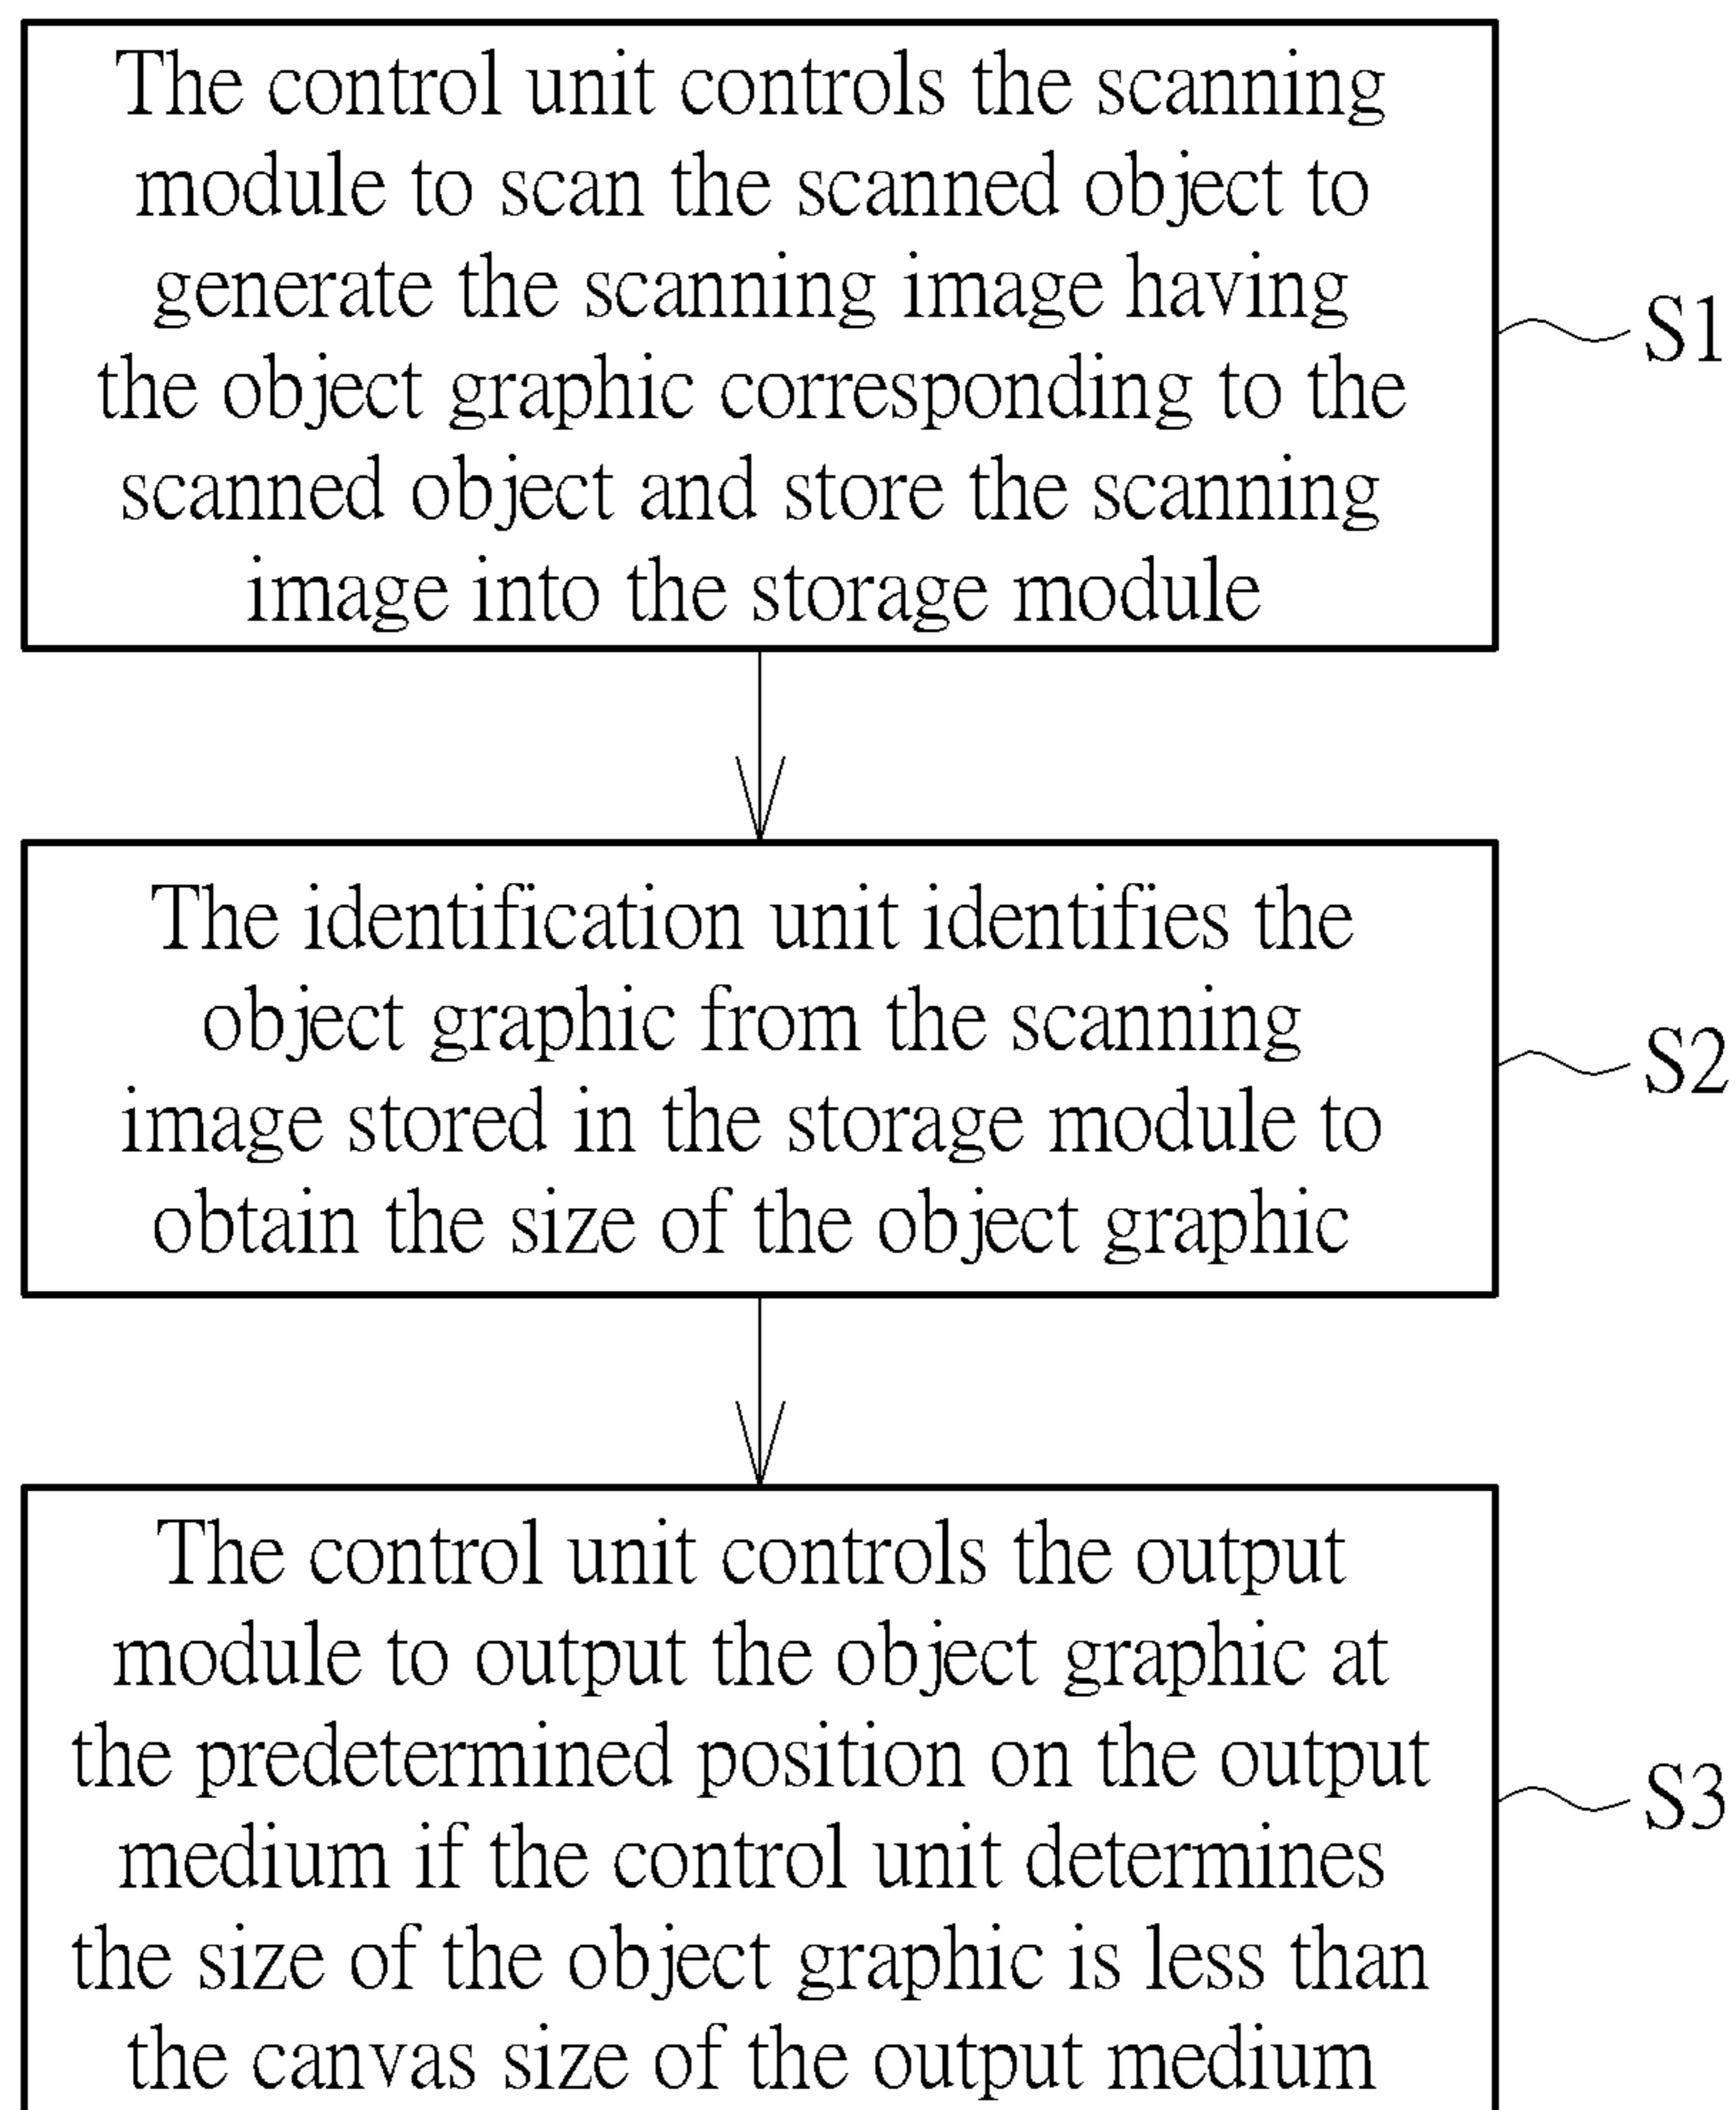 The control unit controls the scanning
module to scan the scanned object to
generate the scanning image having
the object graphic corresponding to the
scanned object and store the scanning
image into the storage module
S1
The identification unit identifies the
object graphic from the scanning
image stored in the storage module to
obtain the size of the object graphic
S2
The control unit controls the output
module to output the object graphic at
the predetermined position on the output
medium if the control unit determines
the size of the object graphic is less than
the canvas size of the output medium
S3